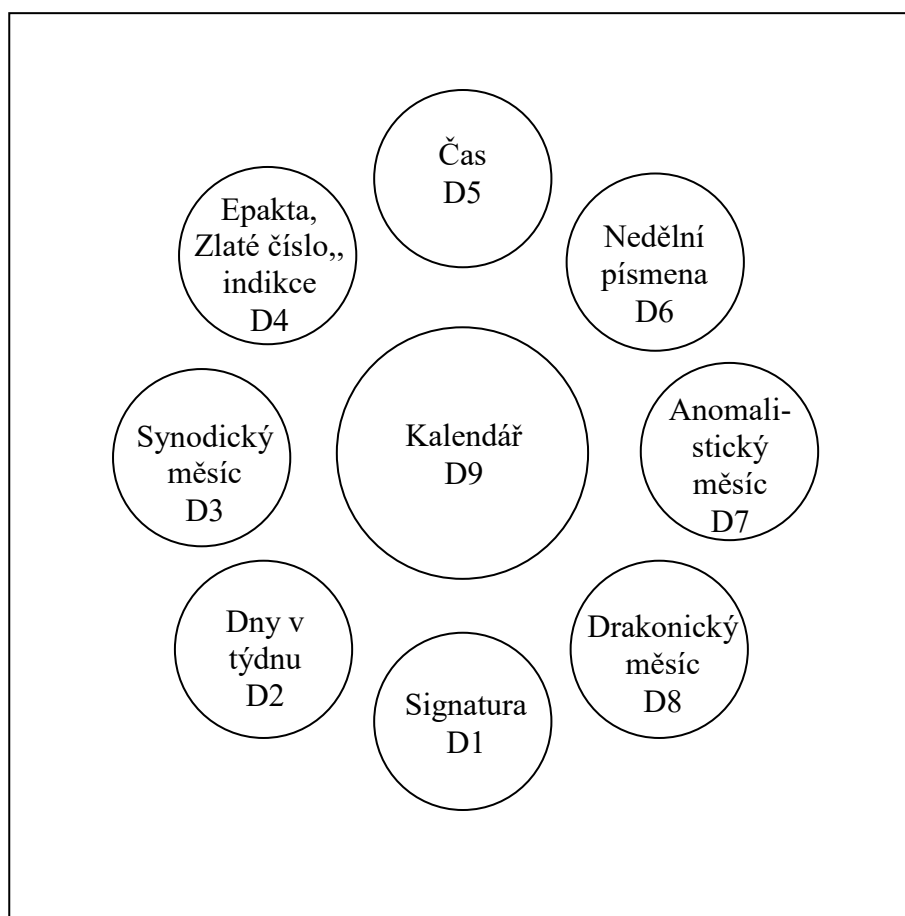 Čas
D5
Epakta,
Zlaté číslo,,
indikce
D4
Nedělní
písmena
D6
Synodický
měsíc
D3
Kalendář
D9
Anomali-
stický
měsíc
D7
Dny v
týdnu
D2
Signatura
D1
Drakonický
měsíc
D8